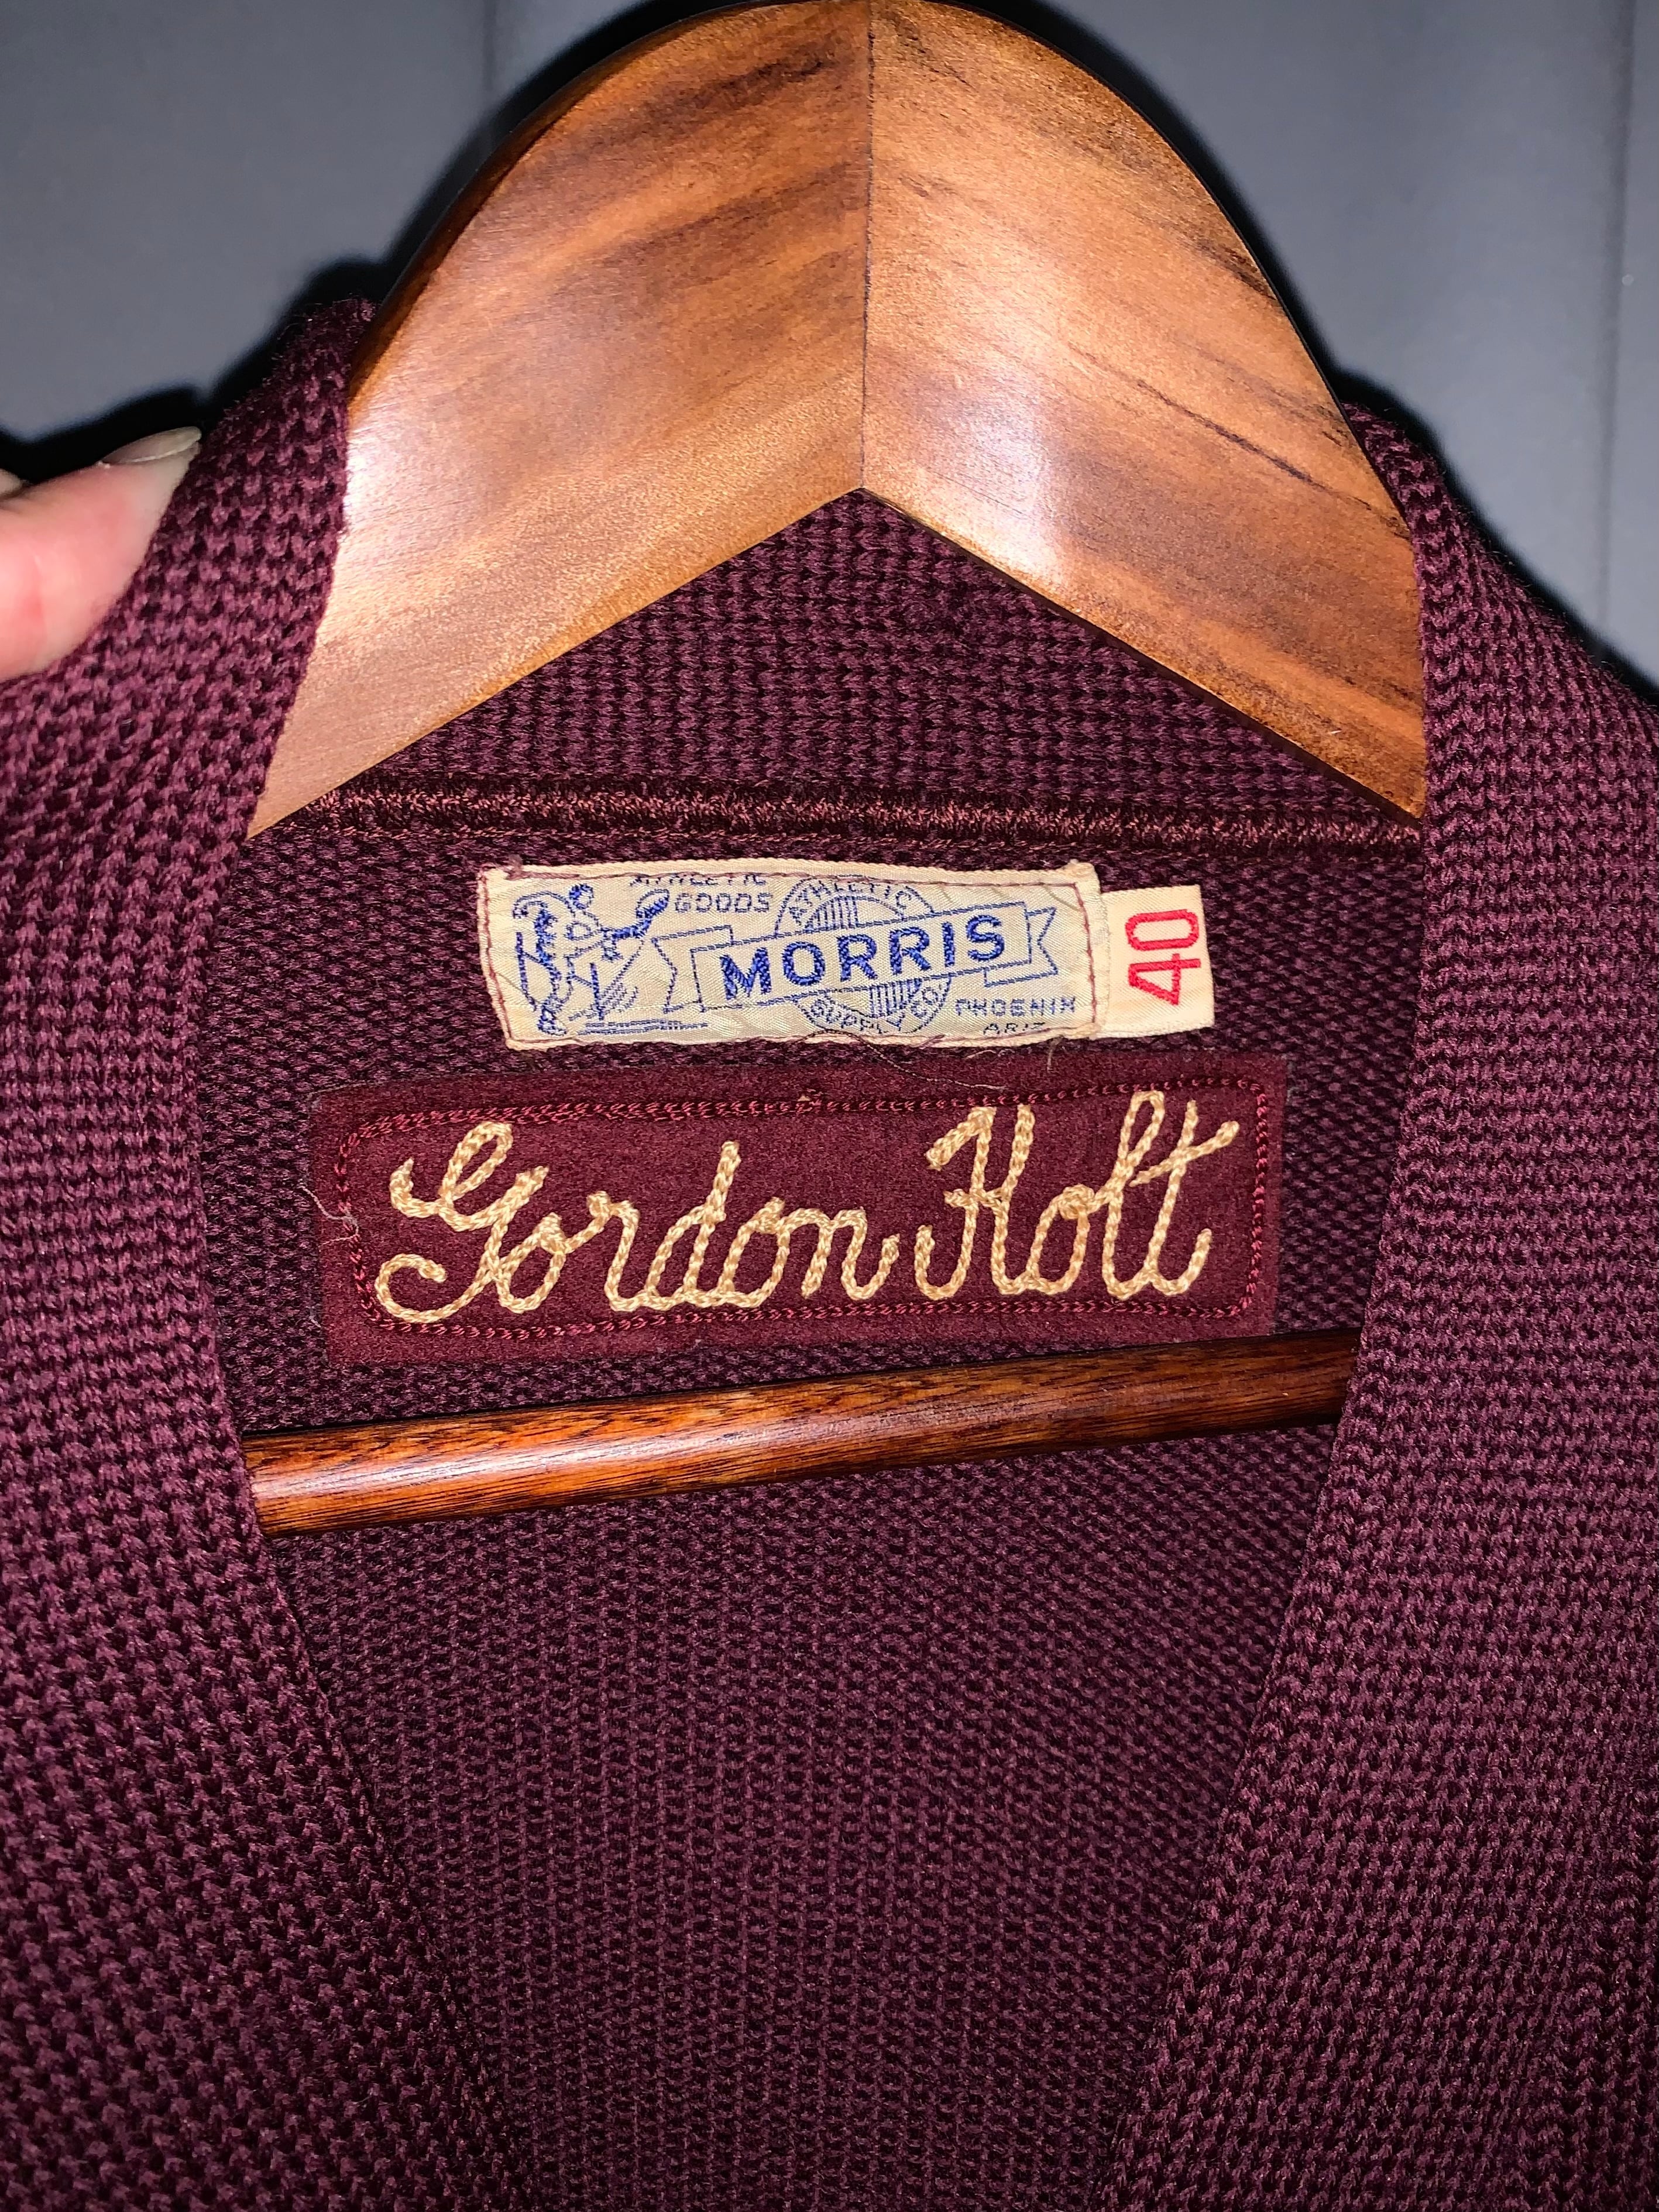 ATHLETIC
GOODS
ATHLETIC
MORRIS
SUPPLY CO
PHOENIX
ARIZ
40
Gordon Holt